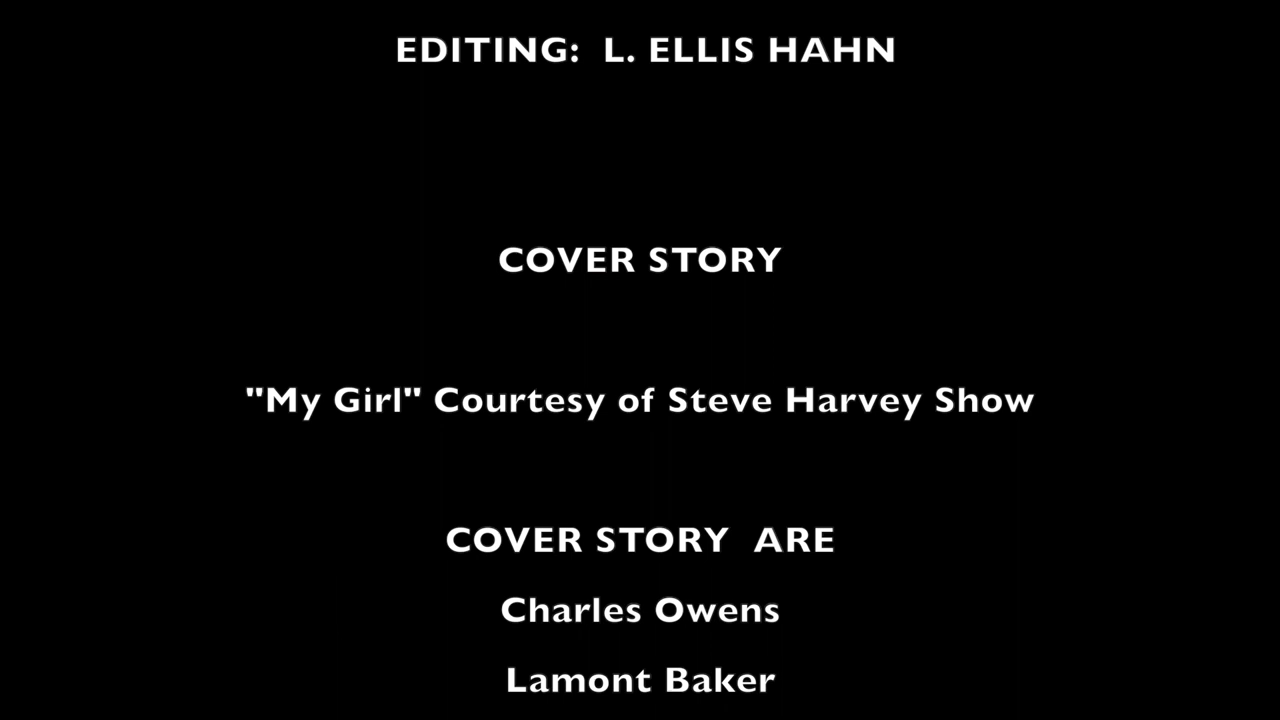 EDITING:  L. ELLIS HAHN
COVER STORY
"My Girl" Courtesy of Steve Harvey Show
COVER STORY  ARE
Charles Owens
Lamont Baker